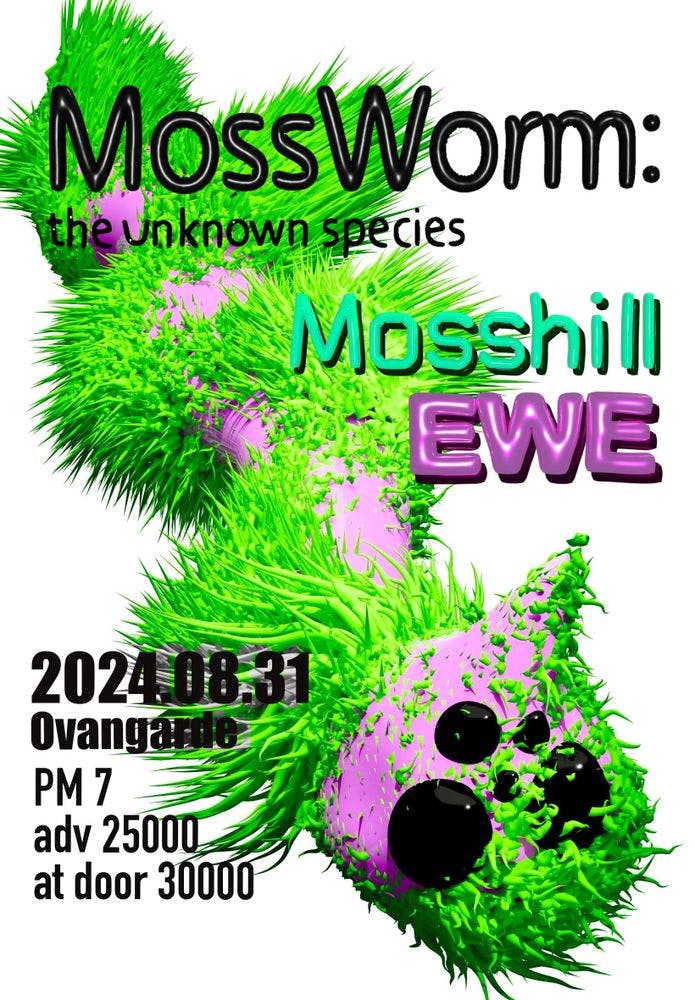 MossWorm:
the unknown species
Mosshill
EWE
2024.08.31
Ovangarde
PM 7
adv 25000
at door 30000